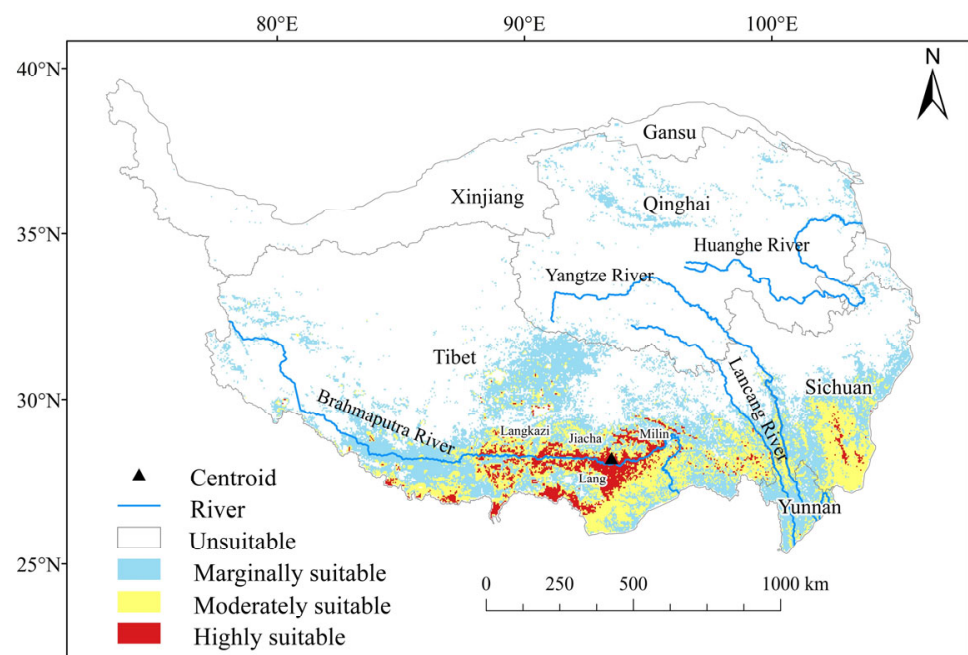 80°E 90°E 100°E
40°N
N
Gansu
Xinjiang
Qinghai
35°N
Huanghe River
Yangtze River
Tibet
Lancang River
Sichuan
30°N
Brahmaputra River
Langkazi
Jiacha
Milin
Lang
Yunnan
25°N
Centroid
River
Unsuitable
Marginally suitable
Moderately suitable
Highly suitable
0 250 500 1000 km